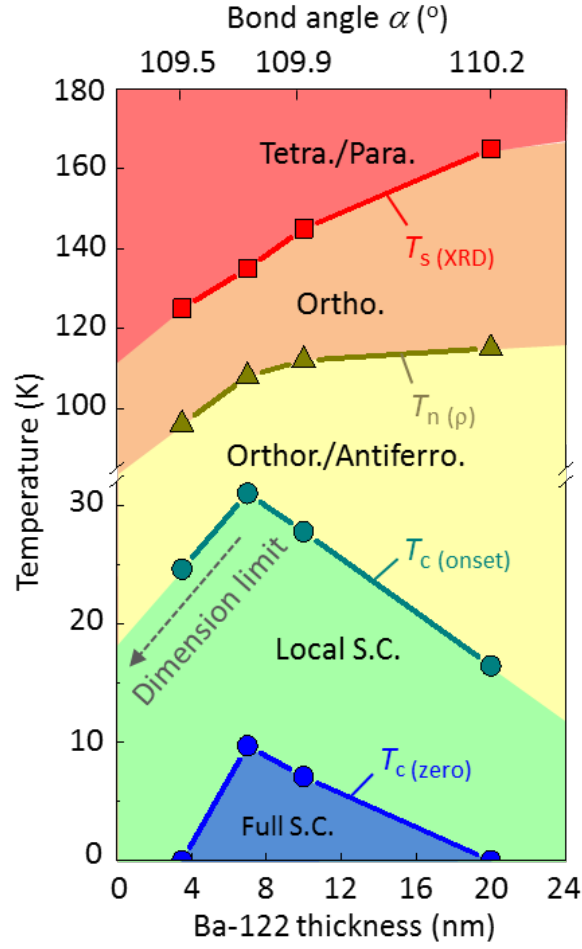 Bond angle α (°)
109.5 109.9 110.2
180
160
140
120
100
30
20
10
0
Temperature (K)
Tetra./Para.
Ts (XRD)
Ortho.
Tn (ρ)
Orthor./Antiferro.
Tc (onset)
Dimension limit
Local S.C.
Tc (zero)
Full S.C.
0 4 8 12 16 20 24
Ba-122 thickness (nm)